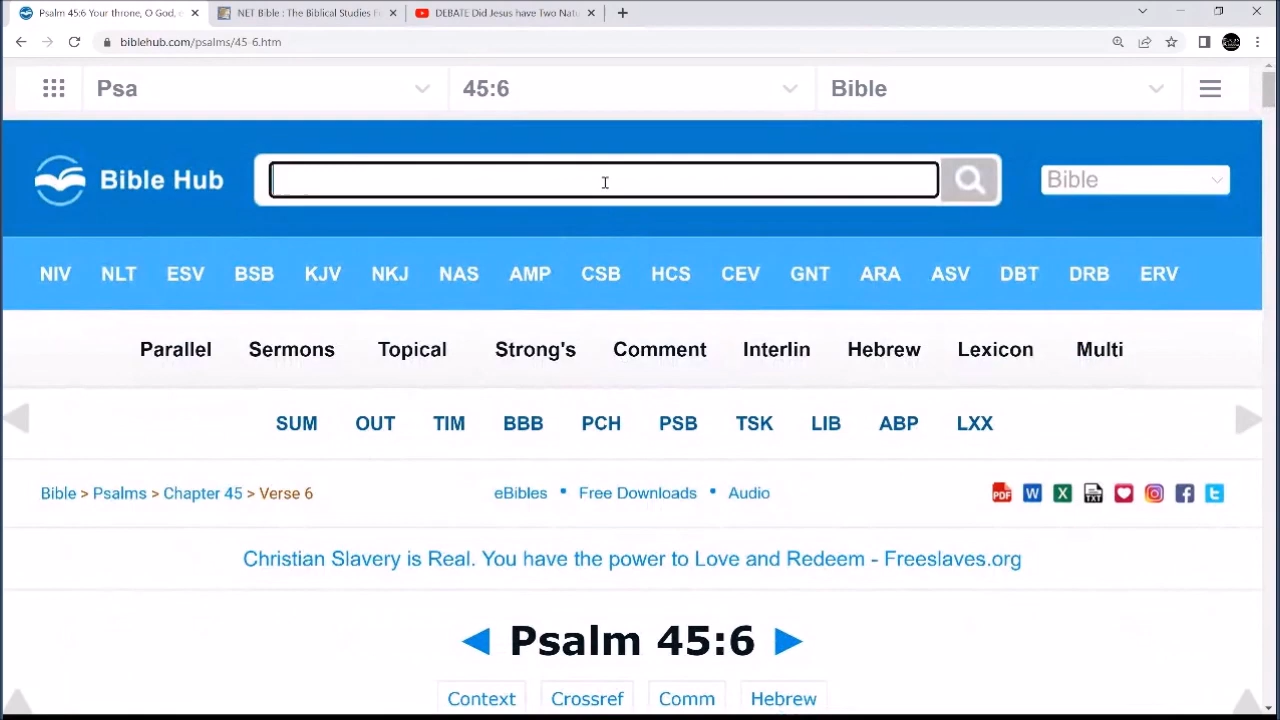 Psalm 45:6 Your throne, O God, e
NET Bible : The Biblical Studies F
DEBATE Did Jesus have Two Natu
biblehub.com/psalms/45-6.htm
Psa 45:6 Bible
Bible Hub Bible
NIV NLT ESV BSB KJV NKJ NAS AMP CSB HCS CEV GNT ARA ASV DBT DRB ERV
Parallel Sermons Topical Strong's Comment Interlin Hebrew Lexicon Multi
SUM OUT TIM BBB PCH PSB TSK LIB ABP LXX
Bible > Psalms > Chapter 45 > Verse 6 eBibles • Free Downloads • Audio PDF W X TXT
Christian Slavery is Real. You have the power to Love and Redeem - Freeslaves.org
◄ Psalm 45:6 ►
Context Crossref Comm Hebrew